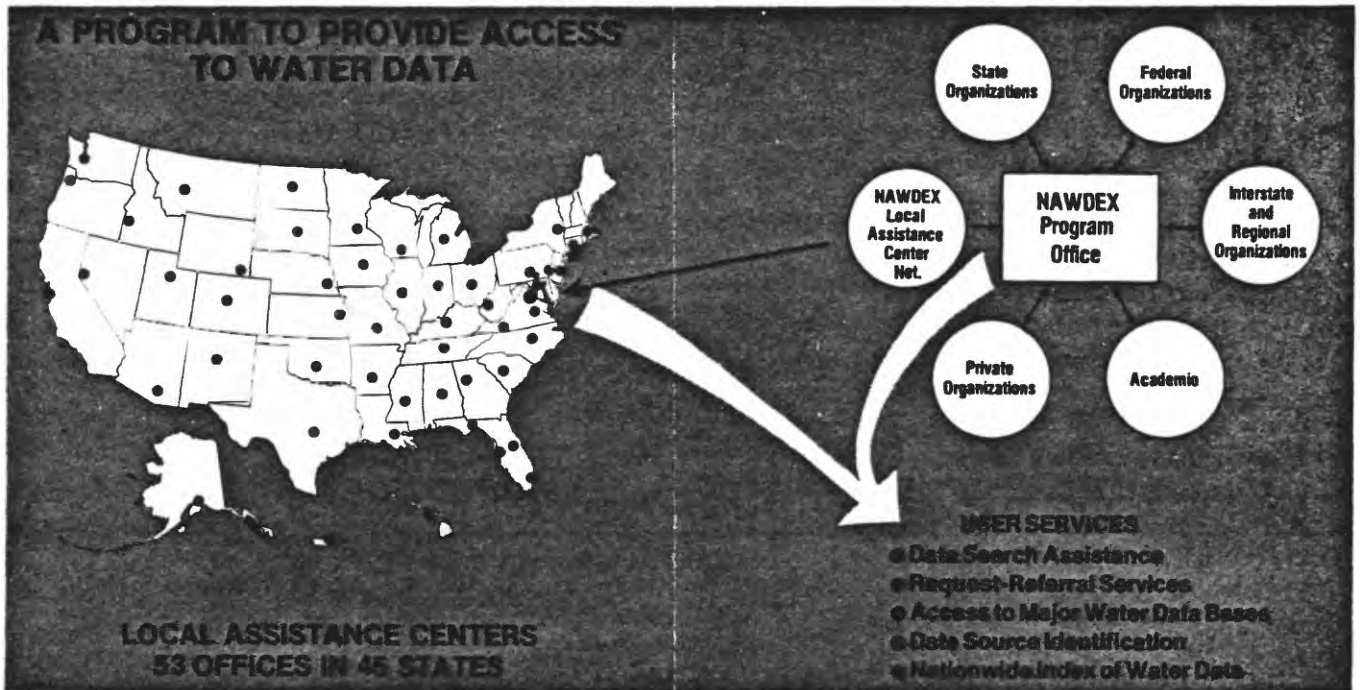 A PROGRAM TO PROVIDE ACCESS
TO WATER DATA
State
Organizations
Federal
Organizations
NAWDEX
Local
Assistance
Center
Net.
NAWDEX
Program
Office
Interstate
and
Regional
Organizations
Private
Organizations
Academic
USER SERVICES
● Data Search Assistance
● Request-Referral Services
● Access to Major Water Data Bases
● Data Source Identification
● Nationwide Index of Water Data
LOCAL ASSISTANCE CENTERS
53 OFFICES IN 45 STATES